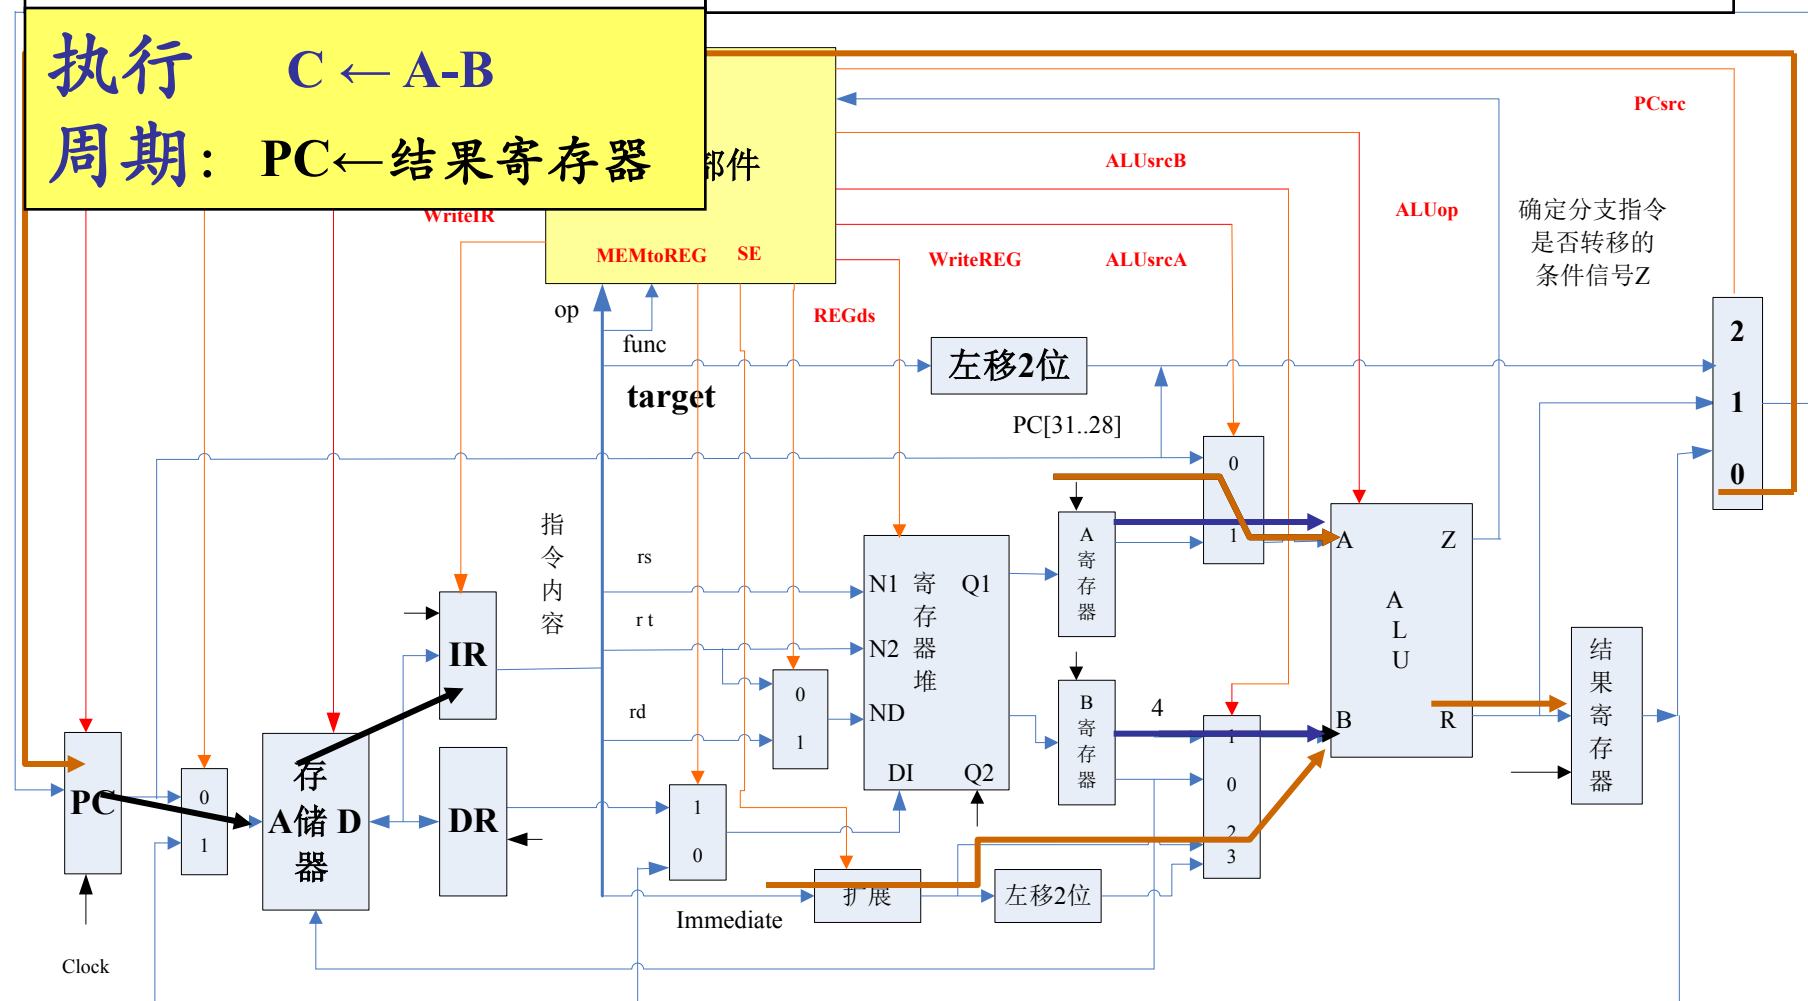 执行 C ← A-B
周期： PC←结果寄存器
部件
PCsrc
ALUsrcB
ALUop
确定分支指令
是否转移的
条件信号Z
WriteIR
MEMtoREG SE
WriteREG
ALUsrcA
REGds
op
func
左移2位
target
PC[31..28]
2
1
0
0
1
指令内容
rs
r t
rd
IR
N1
N2
ND
DI
Q1
Q2
寄存器堆
A寄存器
B寄存器
4
A
B
Z
R
ALU
结果寄存器
0
1
1
0
2
3
PC
0
1
A
存储器
D
DR
1
0
扩展
左移2位
Immediate
Clock